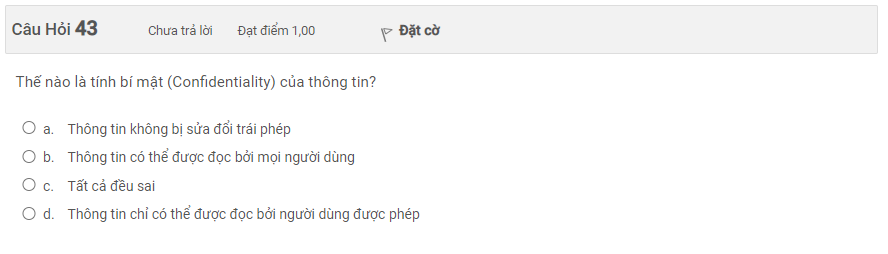 Câu Hỏi 43 Chưa trả lời Đạt điểm 1,00 Đặt cờ
Thế nào là tính bí mật (Confidentiality) của thông tin?
a. Thông tin không bị sửa đổi trái phép
b. Thông tin có thể được đọc bởi mọi người dùng
c. Tất cả đều sai
d. Thông tin chỉ có thể được đọc bởi người dùng được phép